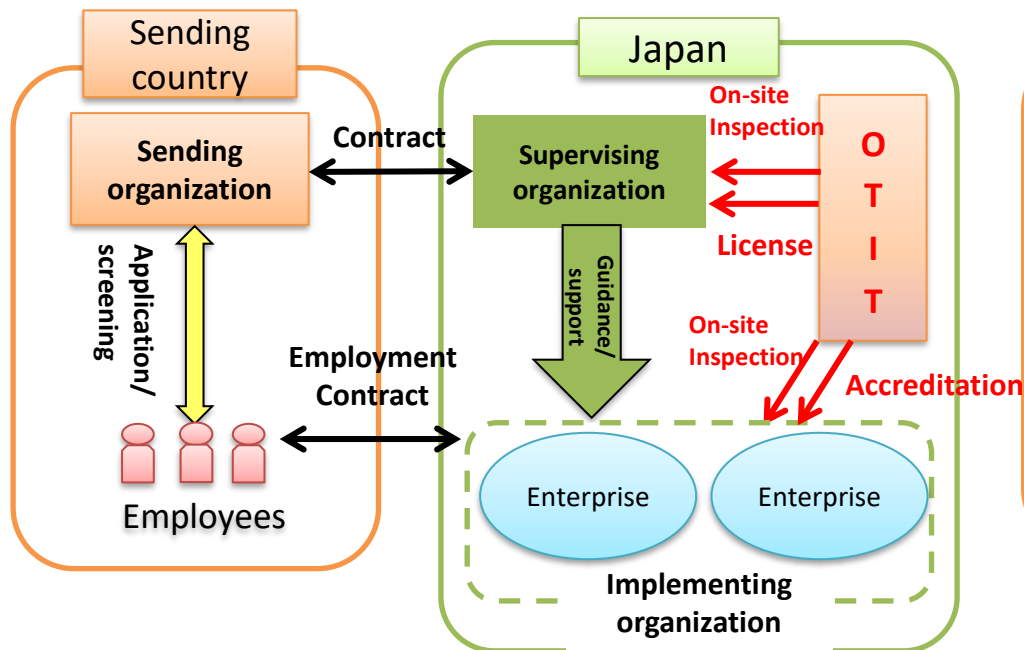 Sending
country
Sending
organization
Contract
Application/
screening
Employees
Employment
Contract
Japan
Supervising
organization
On-site
Inspection
License
O
T
I
T
Guidance/
support
On-site
Inspection
Accreditation
Enterprise
Enterprise
Implementing
organization